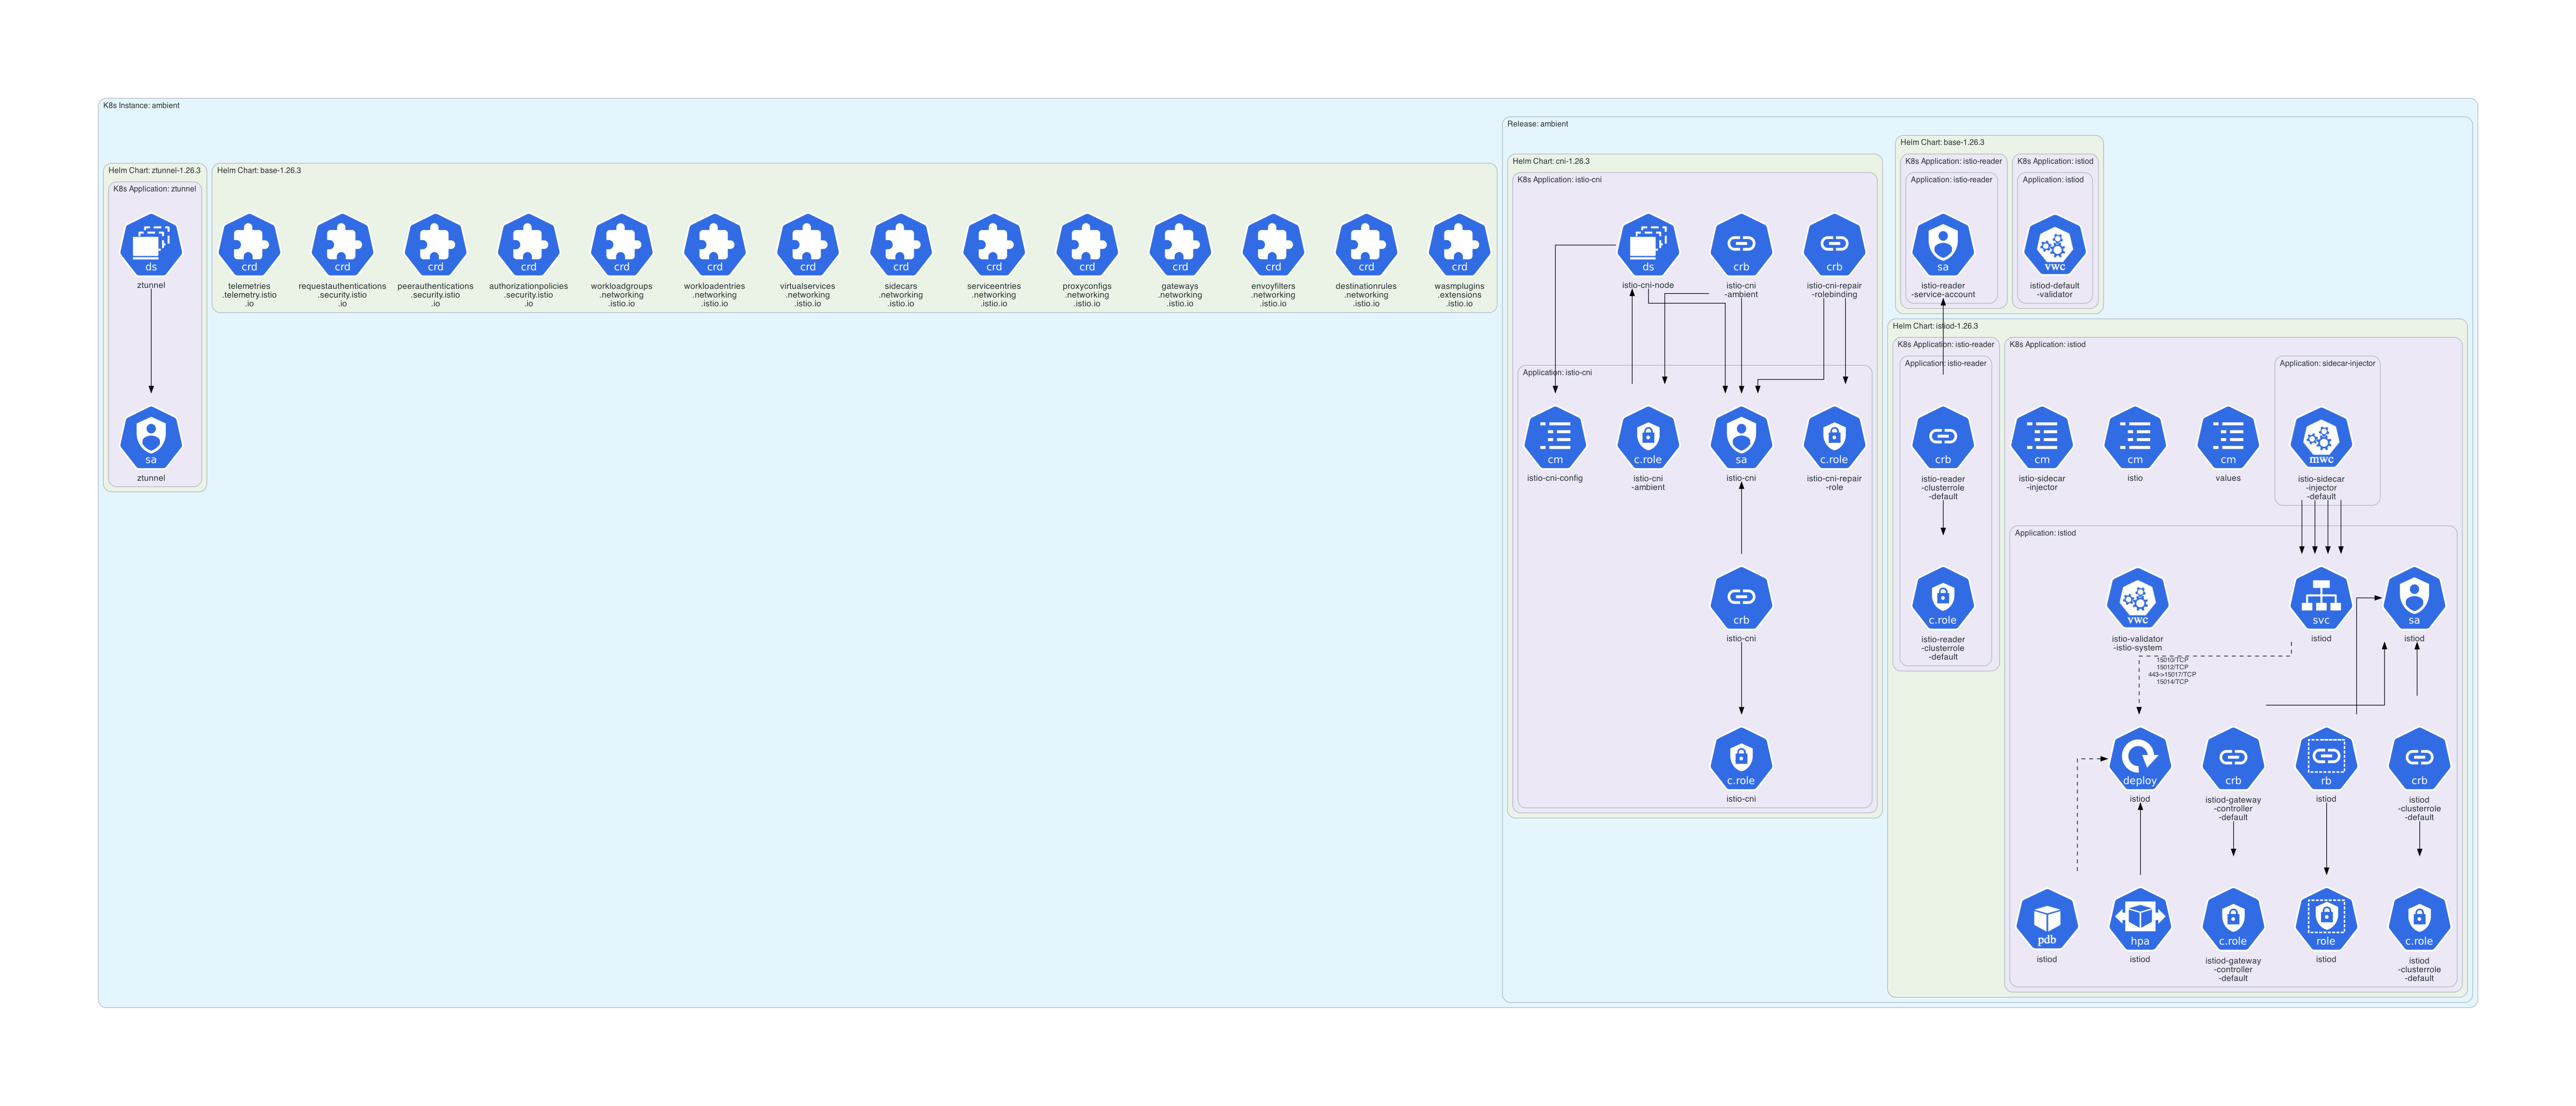 K8s Instance: ambient
Release: ambient
Helm Chart: ztunnel-1.26.3
K8s Application: ztunnel
ds
ztunnel
sa
ztunnel
Helm Chart: base-1.26.3
crd
telemetries
.telemetry.istio
.io
crd
requestauthentications
.security.istio
.io
crd
peerauthentications
.security.istio
.io
crd
authorizationpolicies
.security.istio
.io
crd
workloadgroups
.networking
.istio.io
crd
workloadentries
.networking
.istio.io
crd
virtualservices
.networking
.istio.io
crd
sidecars
.networking
.istio.io
crd
serviceentries
.networking
.istio.io
crd
proxyconfigs
.networking
.istio.io
crd
gateways
.networking
.istio.io
crd
envoyfilters
.networking
.istio.io
crd
destinationrules
.networking
.istio.io
crd
wasmplugins
.extensions
.istio.io
Helm Chart: cni-1.26.3
K8s Application: istio-cni
ds
istio-cni-node
crb
istio-cni
-ambient
crb
istio-cni-repair
-rolebinding
Application: istio-cni
cm
istio-cni-config
c.role
istio-cni
-ambient
sa
istio-cni
c.role
istio-cni-repair
-role
crb
istio-cni
c.role
istio-cni
Helm Chart: base-1.26.3
K8s Application: istio-reader
Application: istio-reader
sa
istio-reader
-service-account
K8s Application: istiod
Application: istiod
vwc
istiod-default
-validator
Helm Chart: istiod-1.26.3
K8s Application: istio-reader
Application: istio-reader
crb
istio-reader
-clusterrole
-default
c.role
istio-reader
-clusterrole
-default
K8s Application: istiod
cm
istio-sidecar
-injector
cm
istio
cm
values
Application: sidecar-injector
mwc
istio-sidecar
-injector
-default
Application: istiod
vwc
istio-validator
-istio-system
svc
istiod
sa
istiod
15010/TCP
15012/TCP
443->15017/TCP
15014/TCP
deploy
istiod
crb
istiod-gateway
-controller
-default
rb
istiod
crb
istiod
-clusterrole
-default
pdb
istiod
hpa
istiod
c.role
istiod-gateway
-controller
-default
role
istiod
c.role
istiod
-clusterrole
-default